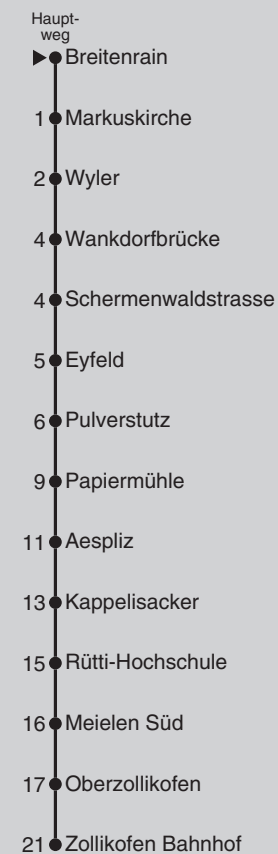 Haupt-
weg
Breitenrain
1 Markuskirche
2 Wyler
4 Wankdorfbrücke
4 Schermenwaldstrasse
5 Eyfeld
6 Pulverstutz
9 Papiermühle
11 Aespliz
13 Kappelisacker
15 Rütti-Hochschule
16 Meielen Süd
17 Oberzollikofen
21 Zollikofen Bahnhof